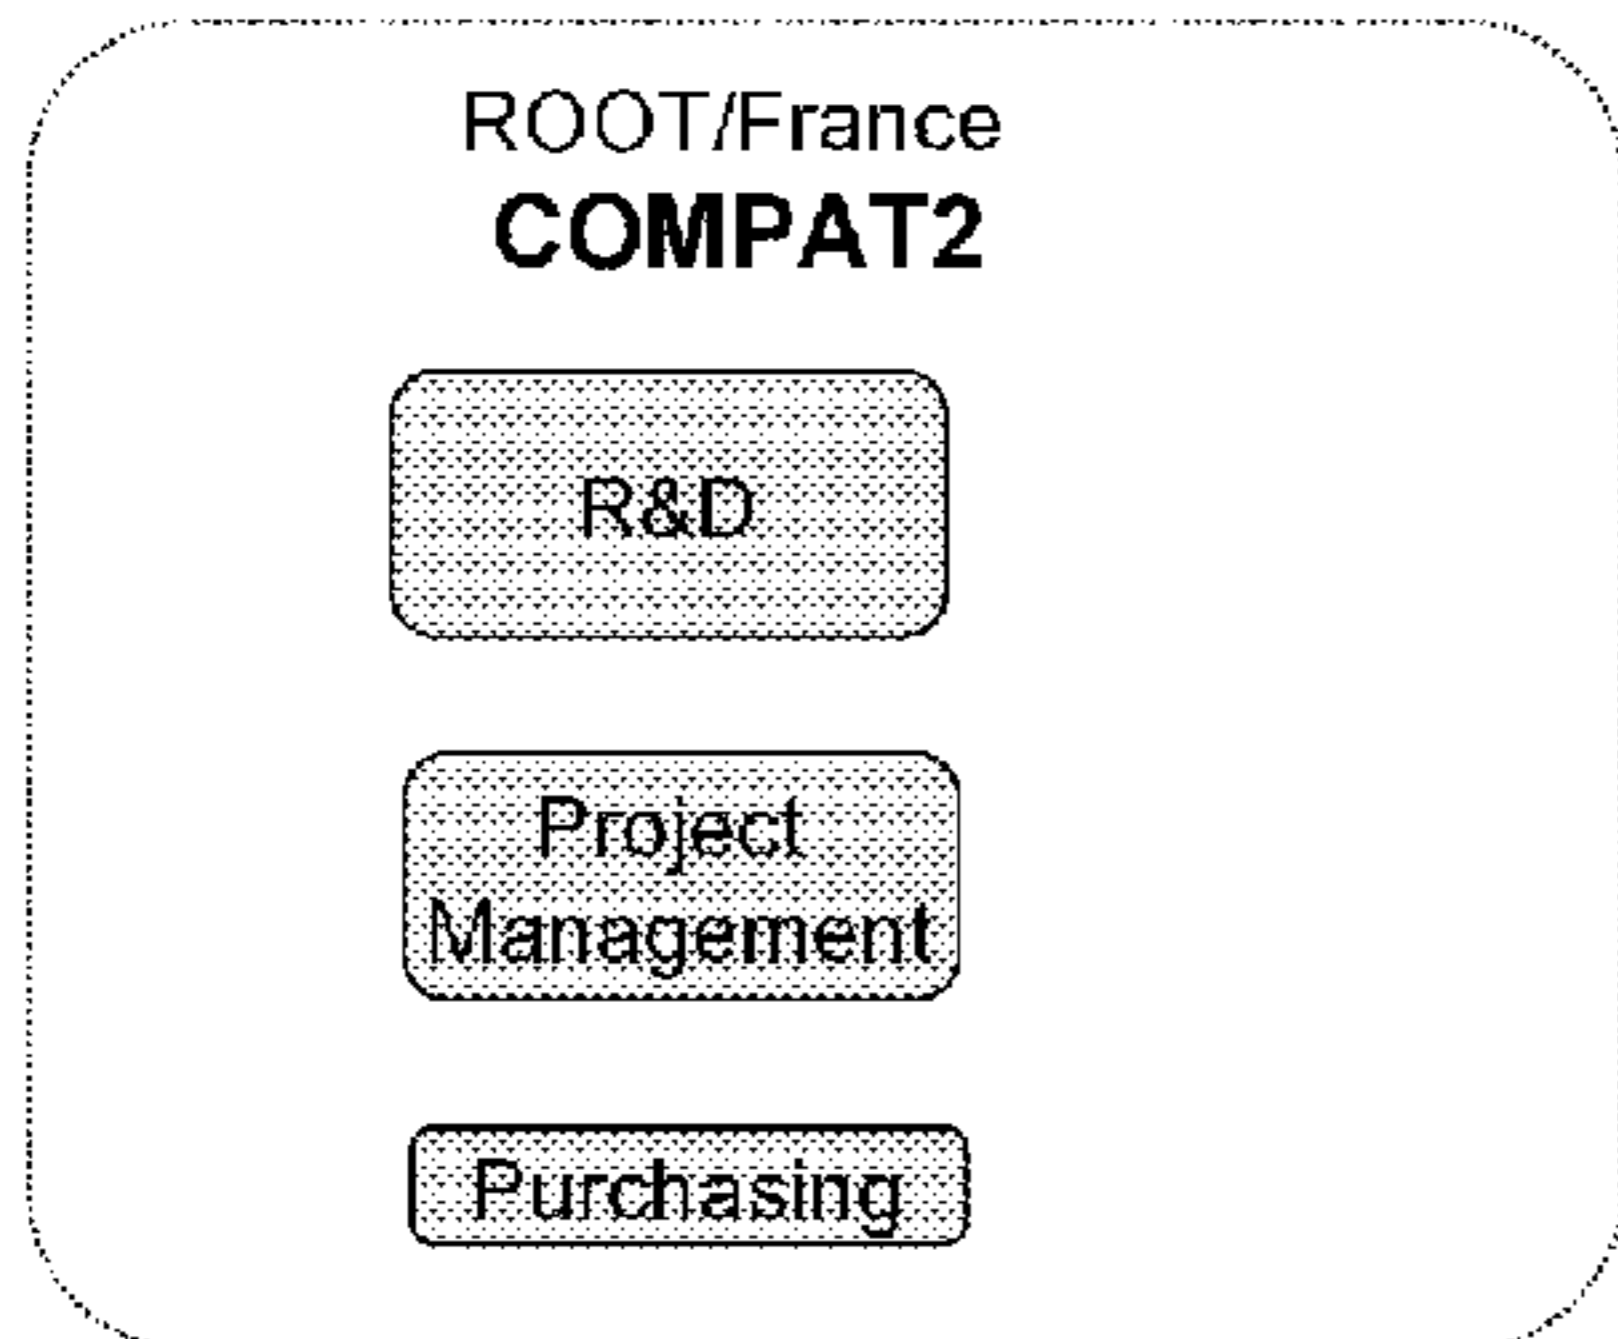 ROOT/France
COMPAT2
R&D
Project
Management
Purchasing